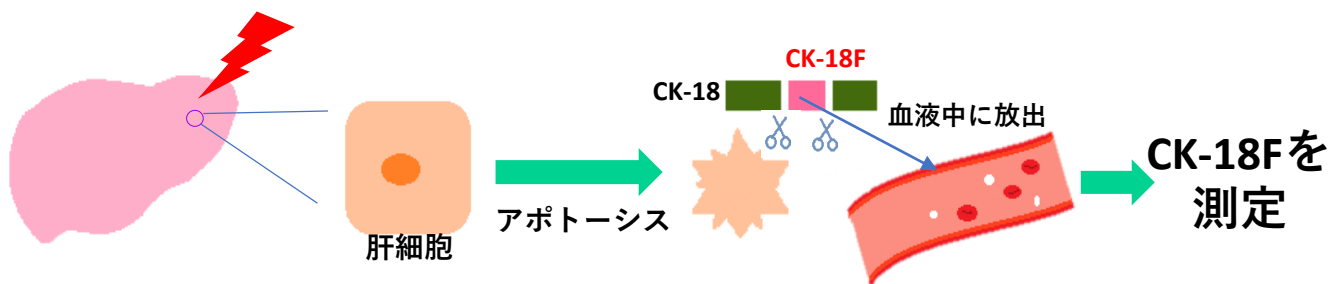 CK-18F
CK-18
血液中に放出
肝細胞
アポトーシス
CK-18Fを
測定